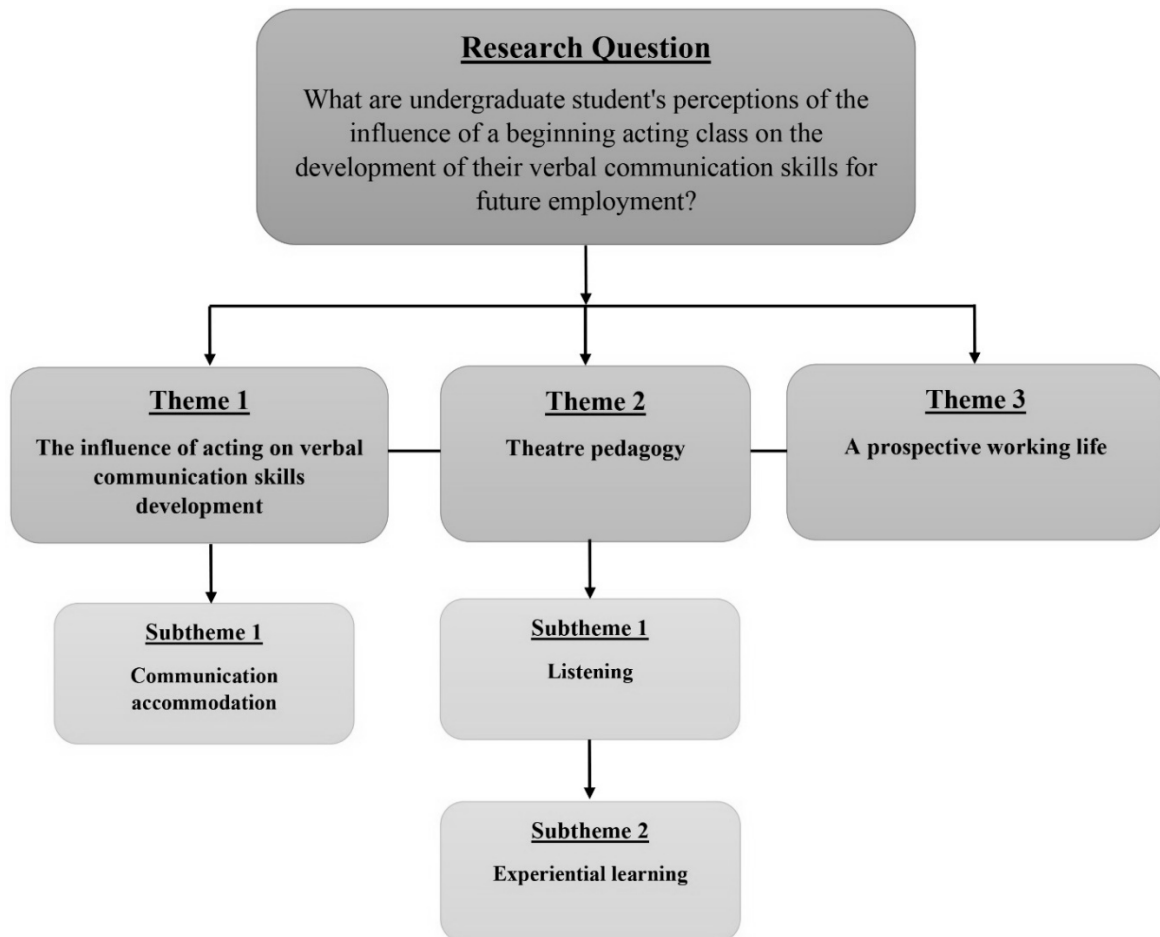 Research Question
What are undergraduate student's perceptions of the
influence of a beginning acting class on the
development of their verbal communication skills for
future employment?
Theme 1
The influence of acting on verbal
communication skills
development
Theme 2
Theatre pedagogy
Theme 3
A prospective working life
Subtheme 1
Communication
accommodation
Subtheme 1
Listening
Subtheme 2
Experiential learning